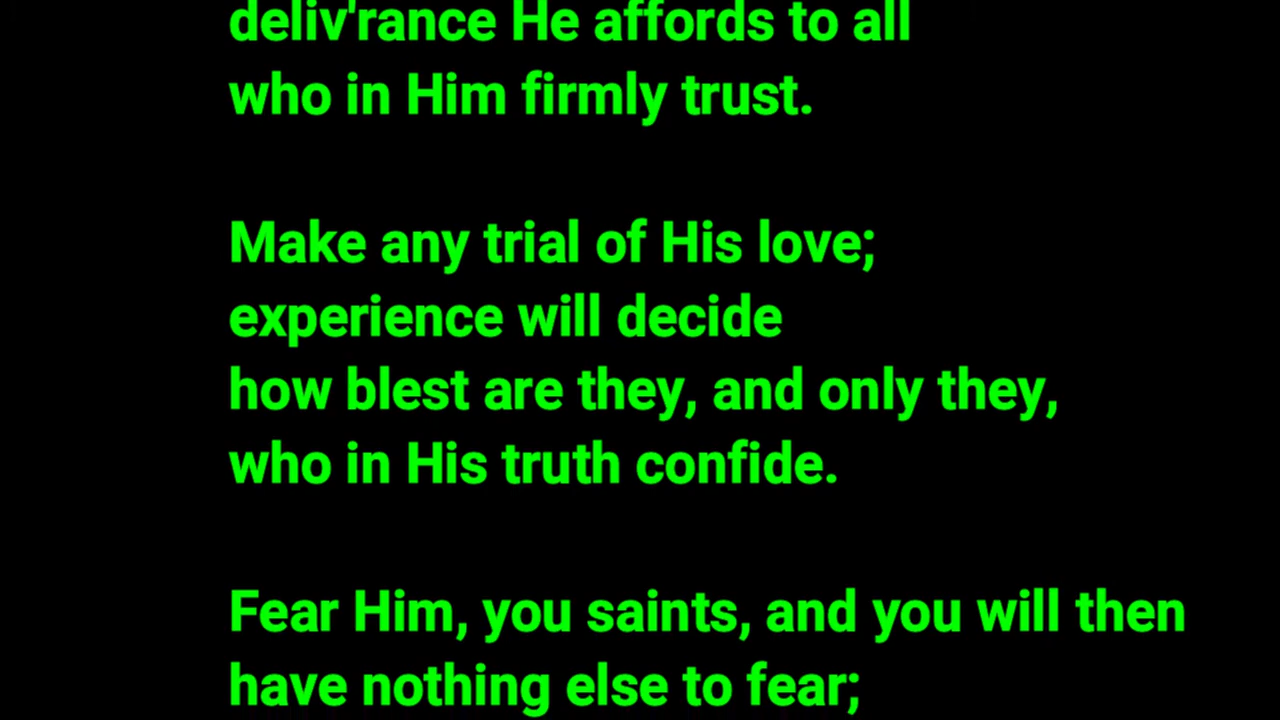 deliv'rance He affords to all
who in Him firmly trust.
Make any trial of His love;
experience will decide
how blest are they, and only they,
who in His truth confide.
Fear Him, you saints, and you will then
have nothing else to fear;